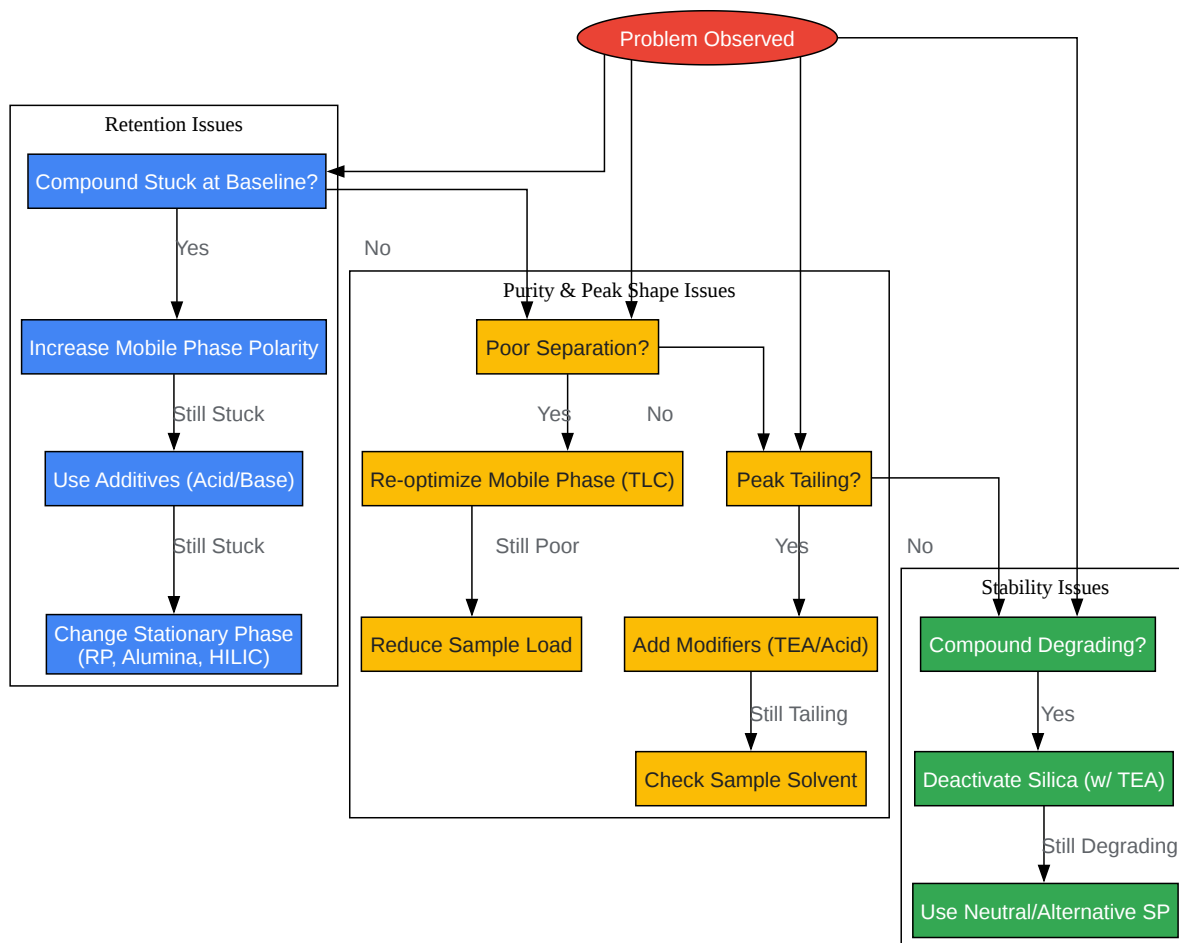 Problem Observed
Retention Issues
Compound Stuck at Baseline?
Yes
No
Increase Mobile Phase Polarity
Still Stuck
Use Additives (Acid/Base)
Still Stuck
Change Stationary Phase
(RP, Alumina, HILIC)
Purity & Peak Shape Issues
Poor Separation?
Yes
No
Re-optimize Mobile Phase (TLC)
Peak Tailing?
Still Poor
Yes
No
Reduce Sample Load
Add Modifiers (TEA/Acid)
Still Tailing
Check Sample Solvent
Stability Issues
Compound Degrading?
Yes
Deactivate Silica (w/ TEA)
Still Degrading
Use Neutral/Alternative SP